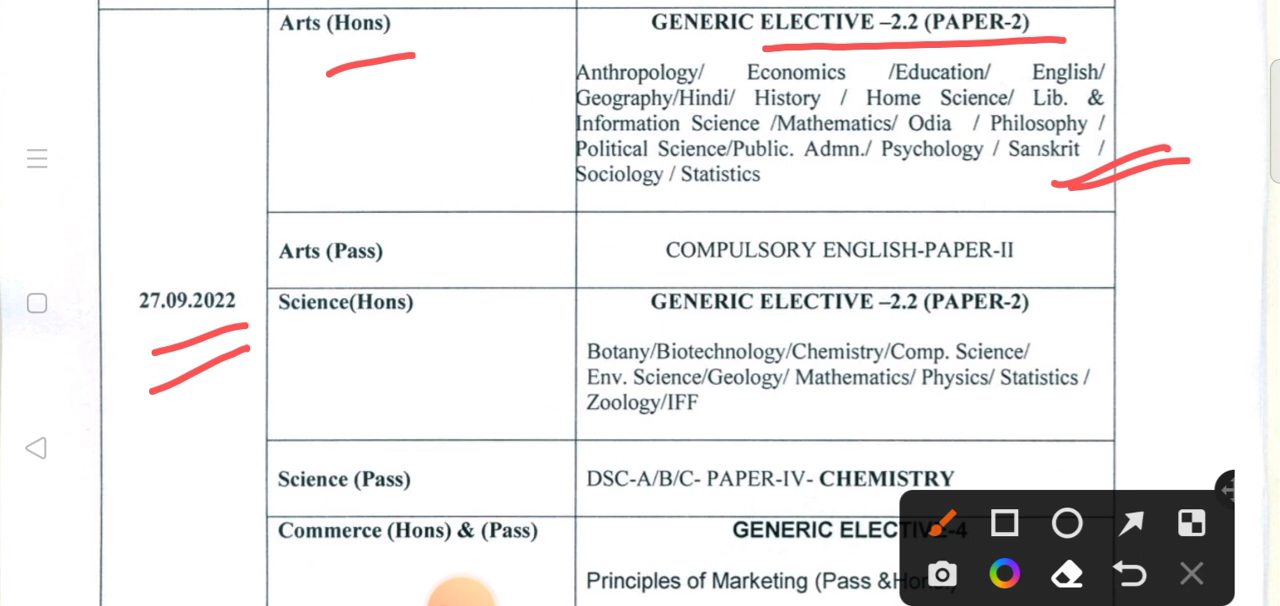 Arts (Hons)
GENERIC ELECTIVE –2.2 (PAPER-2)
Anthropology/ Economics /Education/ English/
Geography/Hindi/ History / Home Science/ Lib. &
Information Science /Mathematics/ Odia / Philosophy /
Political Science/Public. Admn./ Psychology / Sanskrit /
Sociology / Statistics
Arts (Pass)
COMPULSORY ENGLISH-PAPER-II
27.09.2022
Science(Hons)
GENERIC ELECTIVE –2.2 (PAPER-2)
Botany/Biotechnology/Chemistry/Comp. Science/
Env. Science/Geology/ Mathematics/ Physics/ Statistics /
Zoology/IFF
Science (Pass)
DSC-A/B/C- PAPER-IV- CHEMISTRY
Commerce (Hons) & (Pass)
GENERIC ELECTIVE-4
Principles of Marketing (Pass &Hons)